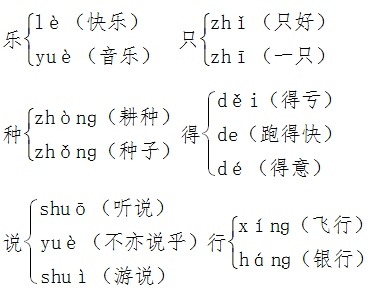 乐 lè（快乐） yuè（音乐）
只 zhǐ（只好） zhī（一只）
种 zhòng（耕种） zhǒng（种子）
得 děi（得亏） de（跑得快） dé（得意）
说 shuō（听说） yuè（不亦说乎） shuì（游说）
行 xíng（飞行） háng（银行）